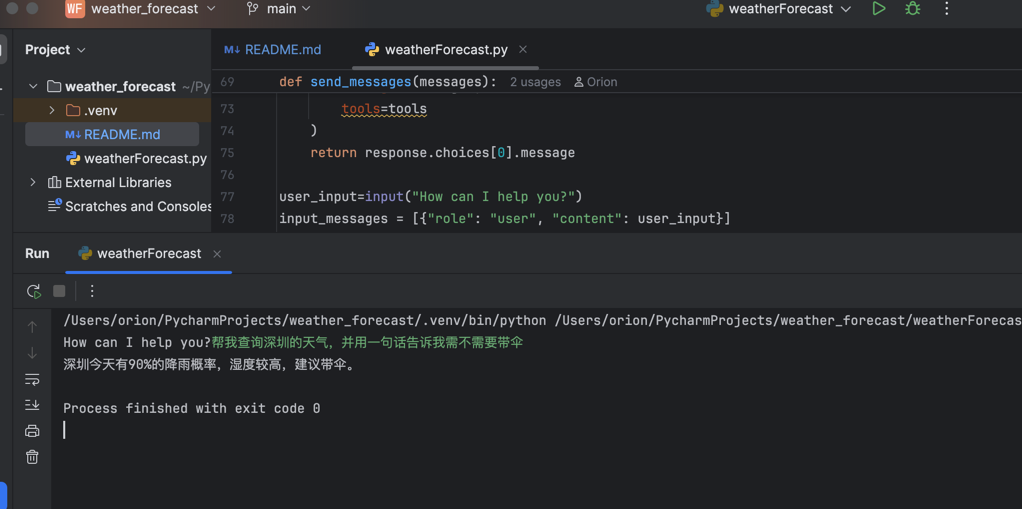 WF weather_forecast main weatherForecast
Project
README.md weatherForecast.py
weather_forecast ~/Py
.venv
README.md
weatherForecast.py
External Libraries
Scratches and Consoles
69 def send_messages(messages): 2 usages Orion
73 tools=tools
74 )
75 return response.choices[0].message
76
77 user_input=input("How can I help you?")
78 input_messages = [{"role": "user", "content": user_input}]
Run weatherForecast
/Users/orion/PycharmProjects/weather_forecast/.venv/bin/python /Users/orion/PycharmProjects/weather_forecast/weatherForecas
How can I help you?帮我查询深圳的天气，并用一句话告诉我需不需要带伞
深圳今天有90%的降雨概率，湿度较高，建议带伞。
Process finished with exit code 0